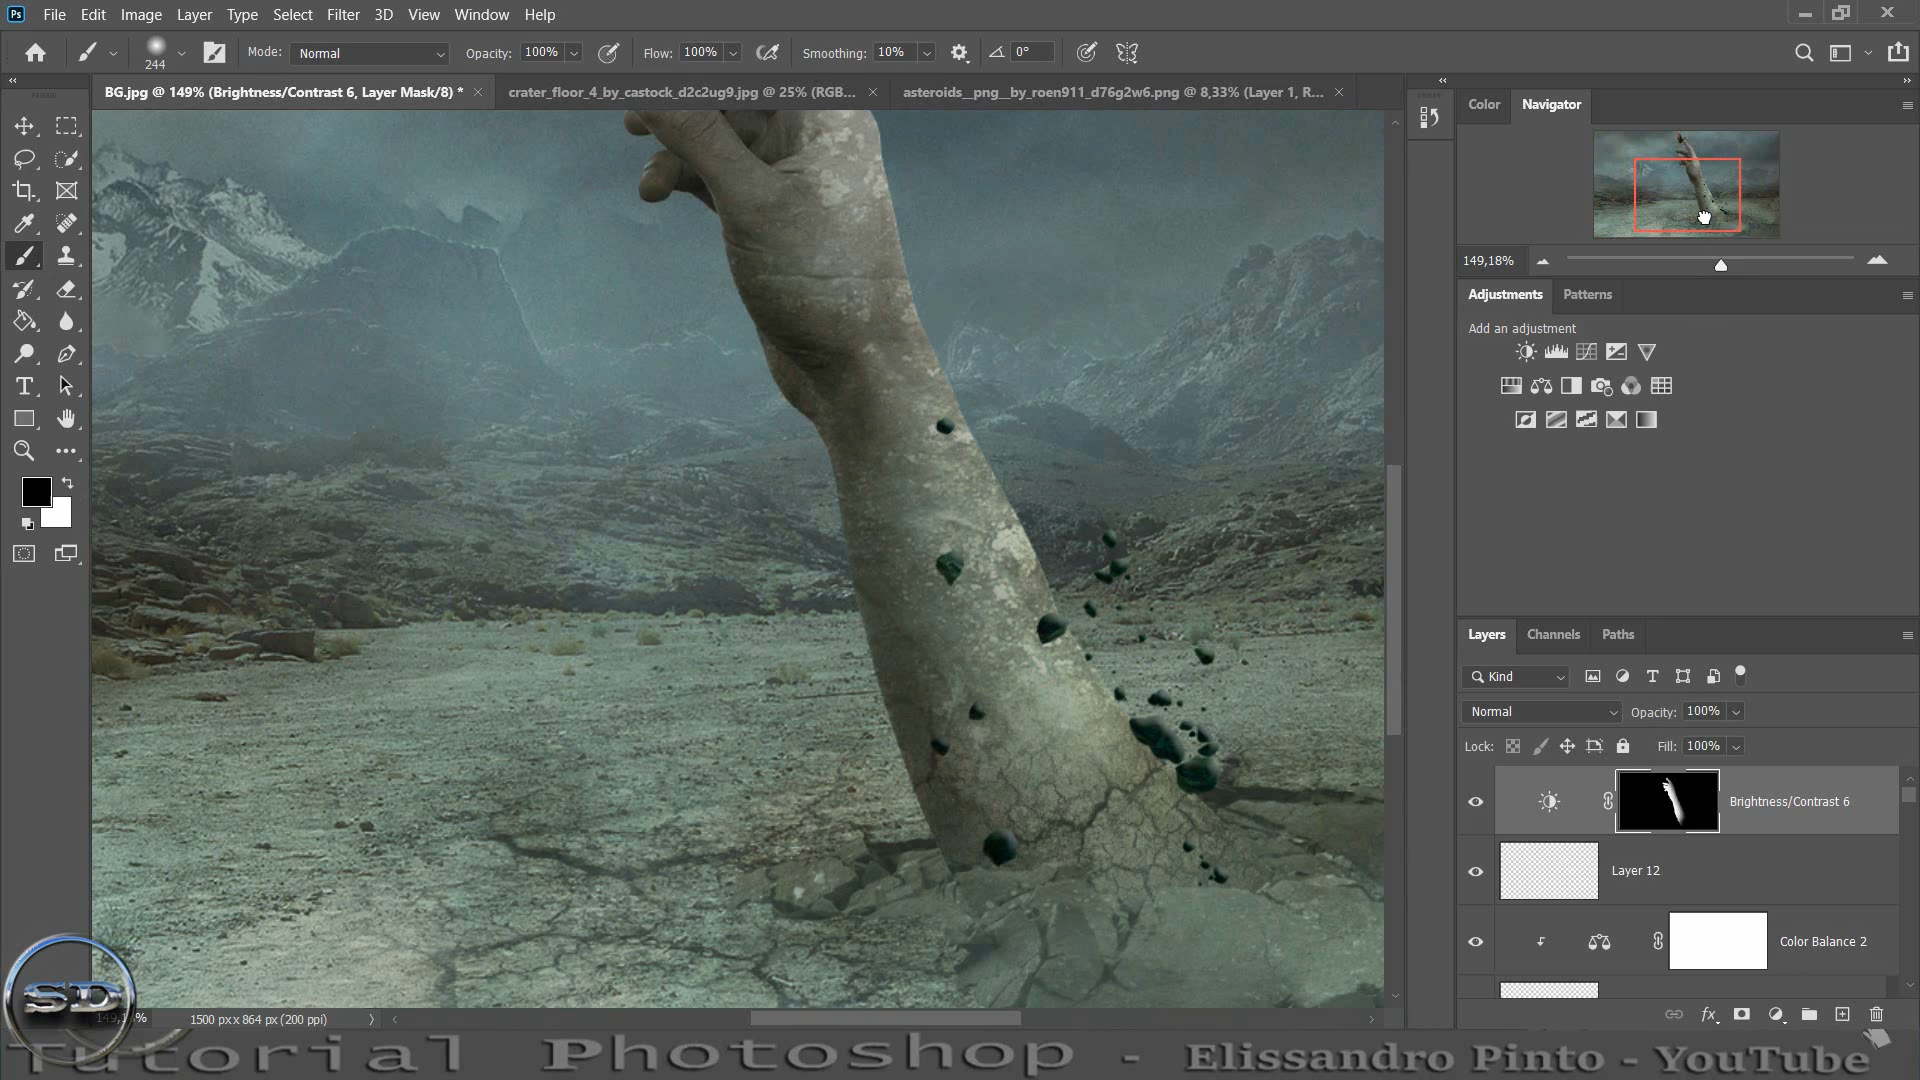 Ps File Edit Image Layer Type Select Filter 3D View Window Help
244 Mode: Normal Opacity: 100% Flow: 100% Smoothing: 10% 0°
BG.jpg @ 149% (Brightness/Contrast 6, Layer Mask/8) * crater_floor_4_by_castock_d2c2ug9.jpg @ 25% (RGB... asteroids__png__by_roen911_d76g2w6.png @ 8,33% (Layer 1, R...
Color Navigator
149,18%
Adjustments Patterns
Add an adjustment
Layers Channels Paths
Kind
Normal Opacity: 100%
Lock: Fill: 100%
Brightness/Contrast 6
Layer 12
Color Balance 2
fx
SD
1500 px x 864 px (200 ppi)
Tutorial Photoshop - Elissandro Pinto - YouTube